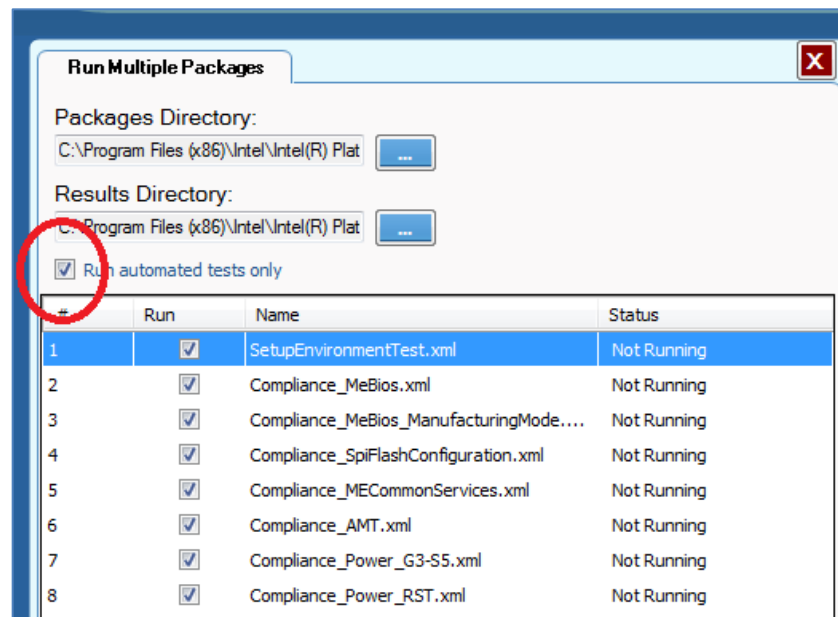 Run Multiple Packages
X
Packages Directory:
C:\Program Files (x86)\Intel\Intel(R) Plat
...
Results Directory:
C:\Program Files (x86)\Intel\Intel(R) Plat
...
Run automated tests only
# Run Name Status
1 SetupEnvironmentTest.xml Not Running
2 Compliance_MeBios.xml Not Running
3 Compliance_MeBios_ManufacturingMode.... Not Running
4 Compliance_SpiFlashConfiguration.xml Not Running
5 Compliance_MECommonServices.xml Not Running
6 Compliance_AMT.xml Not Running
7 Compliance_Power_G3-S5.xml Not Running
8 Compliance_Power_RST.xml Not Running